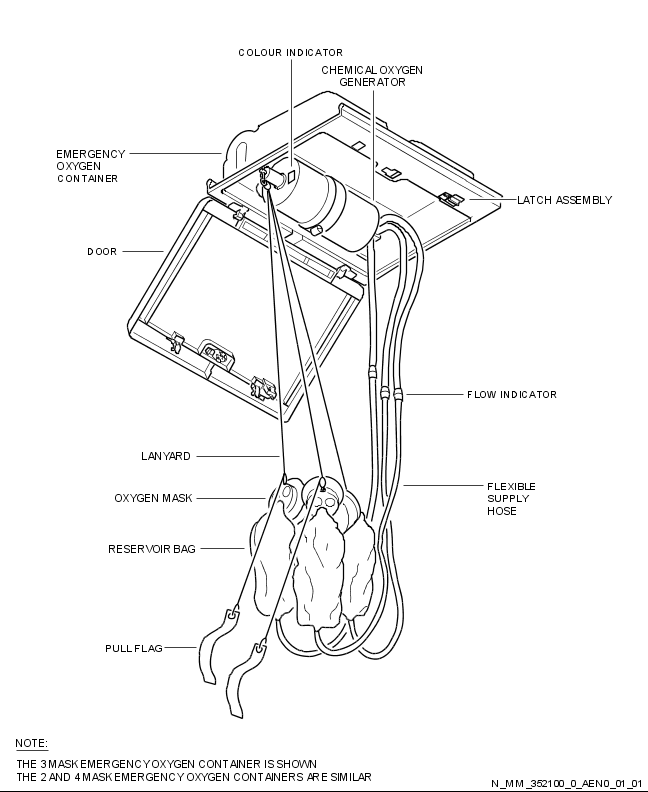 COLOUR INDICATOR
CHEMICAL OXYGEN
GENERATOR
EMERGENCY
OXYGEN
CONTAINER
LATCH ASSEMBLY
DOOR
FLOW INDICATOR
LANYARD
OXYGEN MASK
FLEXIBLE
SUPPLY
HOSE
RESERVOIR BAG
PULL FLAG
NOTE:
THE 3 MASK EMERGENCY OXYGEN CONTAINER IS SHOWN
THE 2 AND 4 MASK EMERGENCY OXYGEN CONTAINERS ARE SIMILAR
N_MM_352100_0_AEN0_01_01